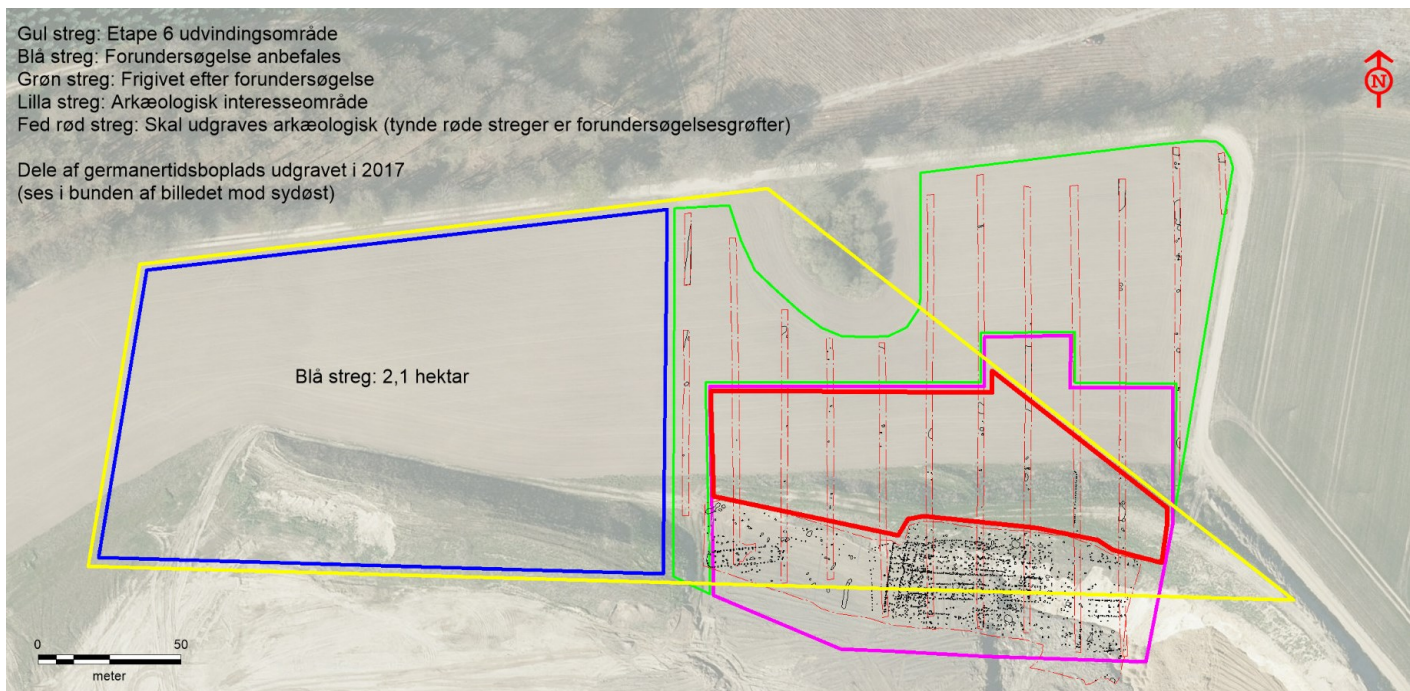 Gul streg: Etape 6 udvindingsområde
Blå streg: Forundersøgelse anbefales
Grøn streg: Frigivet efter forundersøgelse
Lilla streg: Arkæologisk interesseområde
Fed rød streg: Skal udgraves arkæologisk (tynde røde streger er forundersøgelsesgrøfter)
Dele af germanertidsboplads udgravet i 2017
(ses i bunden af billedet mod sydøst)
N
Blå streg: 2,1 hektar
0 50
meter